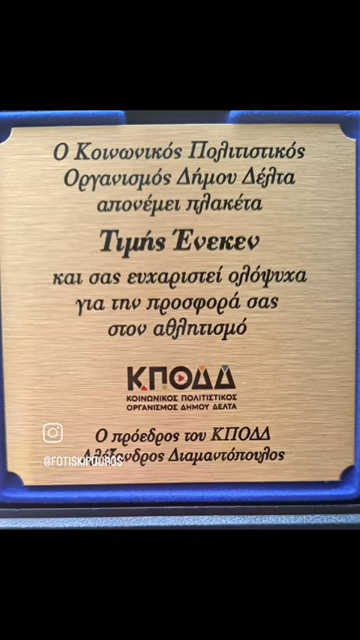 Ο Κοινωνικός Πολιτιστικός
Οργανισμός Δήμου Δέλτα
απονέμει πλακέτα
Τιμής Ένεκεν
και σας ευχαριστεί ολόψυχα
για την προσφορά σας
στον αθλητισμό
ΚΠΟΔΔ
ΚΟΙΝΩΝΙΚΟΣ ΠΟΛΙΤΙΣΤΙΚΟΣ
ΟΡΓΑΝΙΣΜΟΣ ΔΗΜΟΥ ΔΕΛΤΑ
Ο πρόεδρος του ΚΠΟΔΔ
Αλέξανδρος Διαμαντόπουλος
@FOTISKIPOUROS